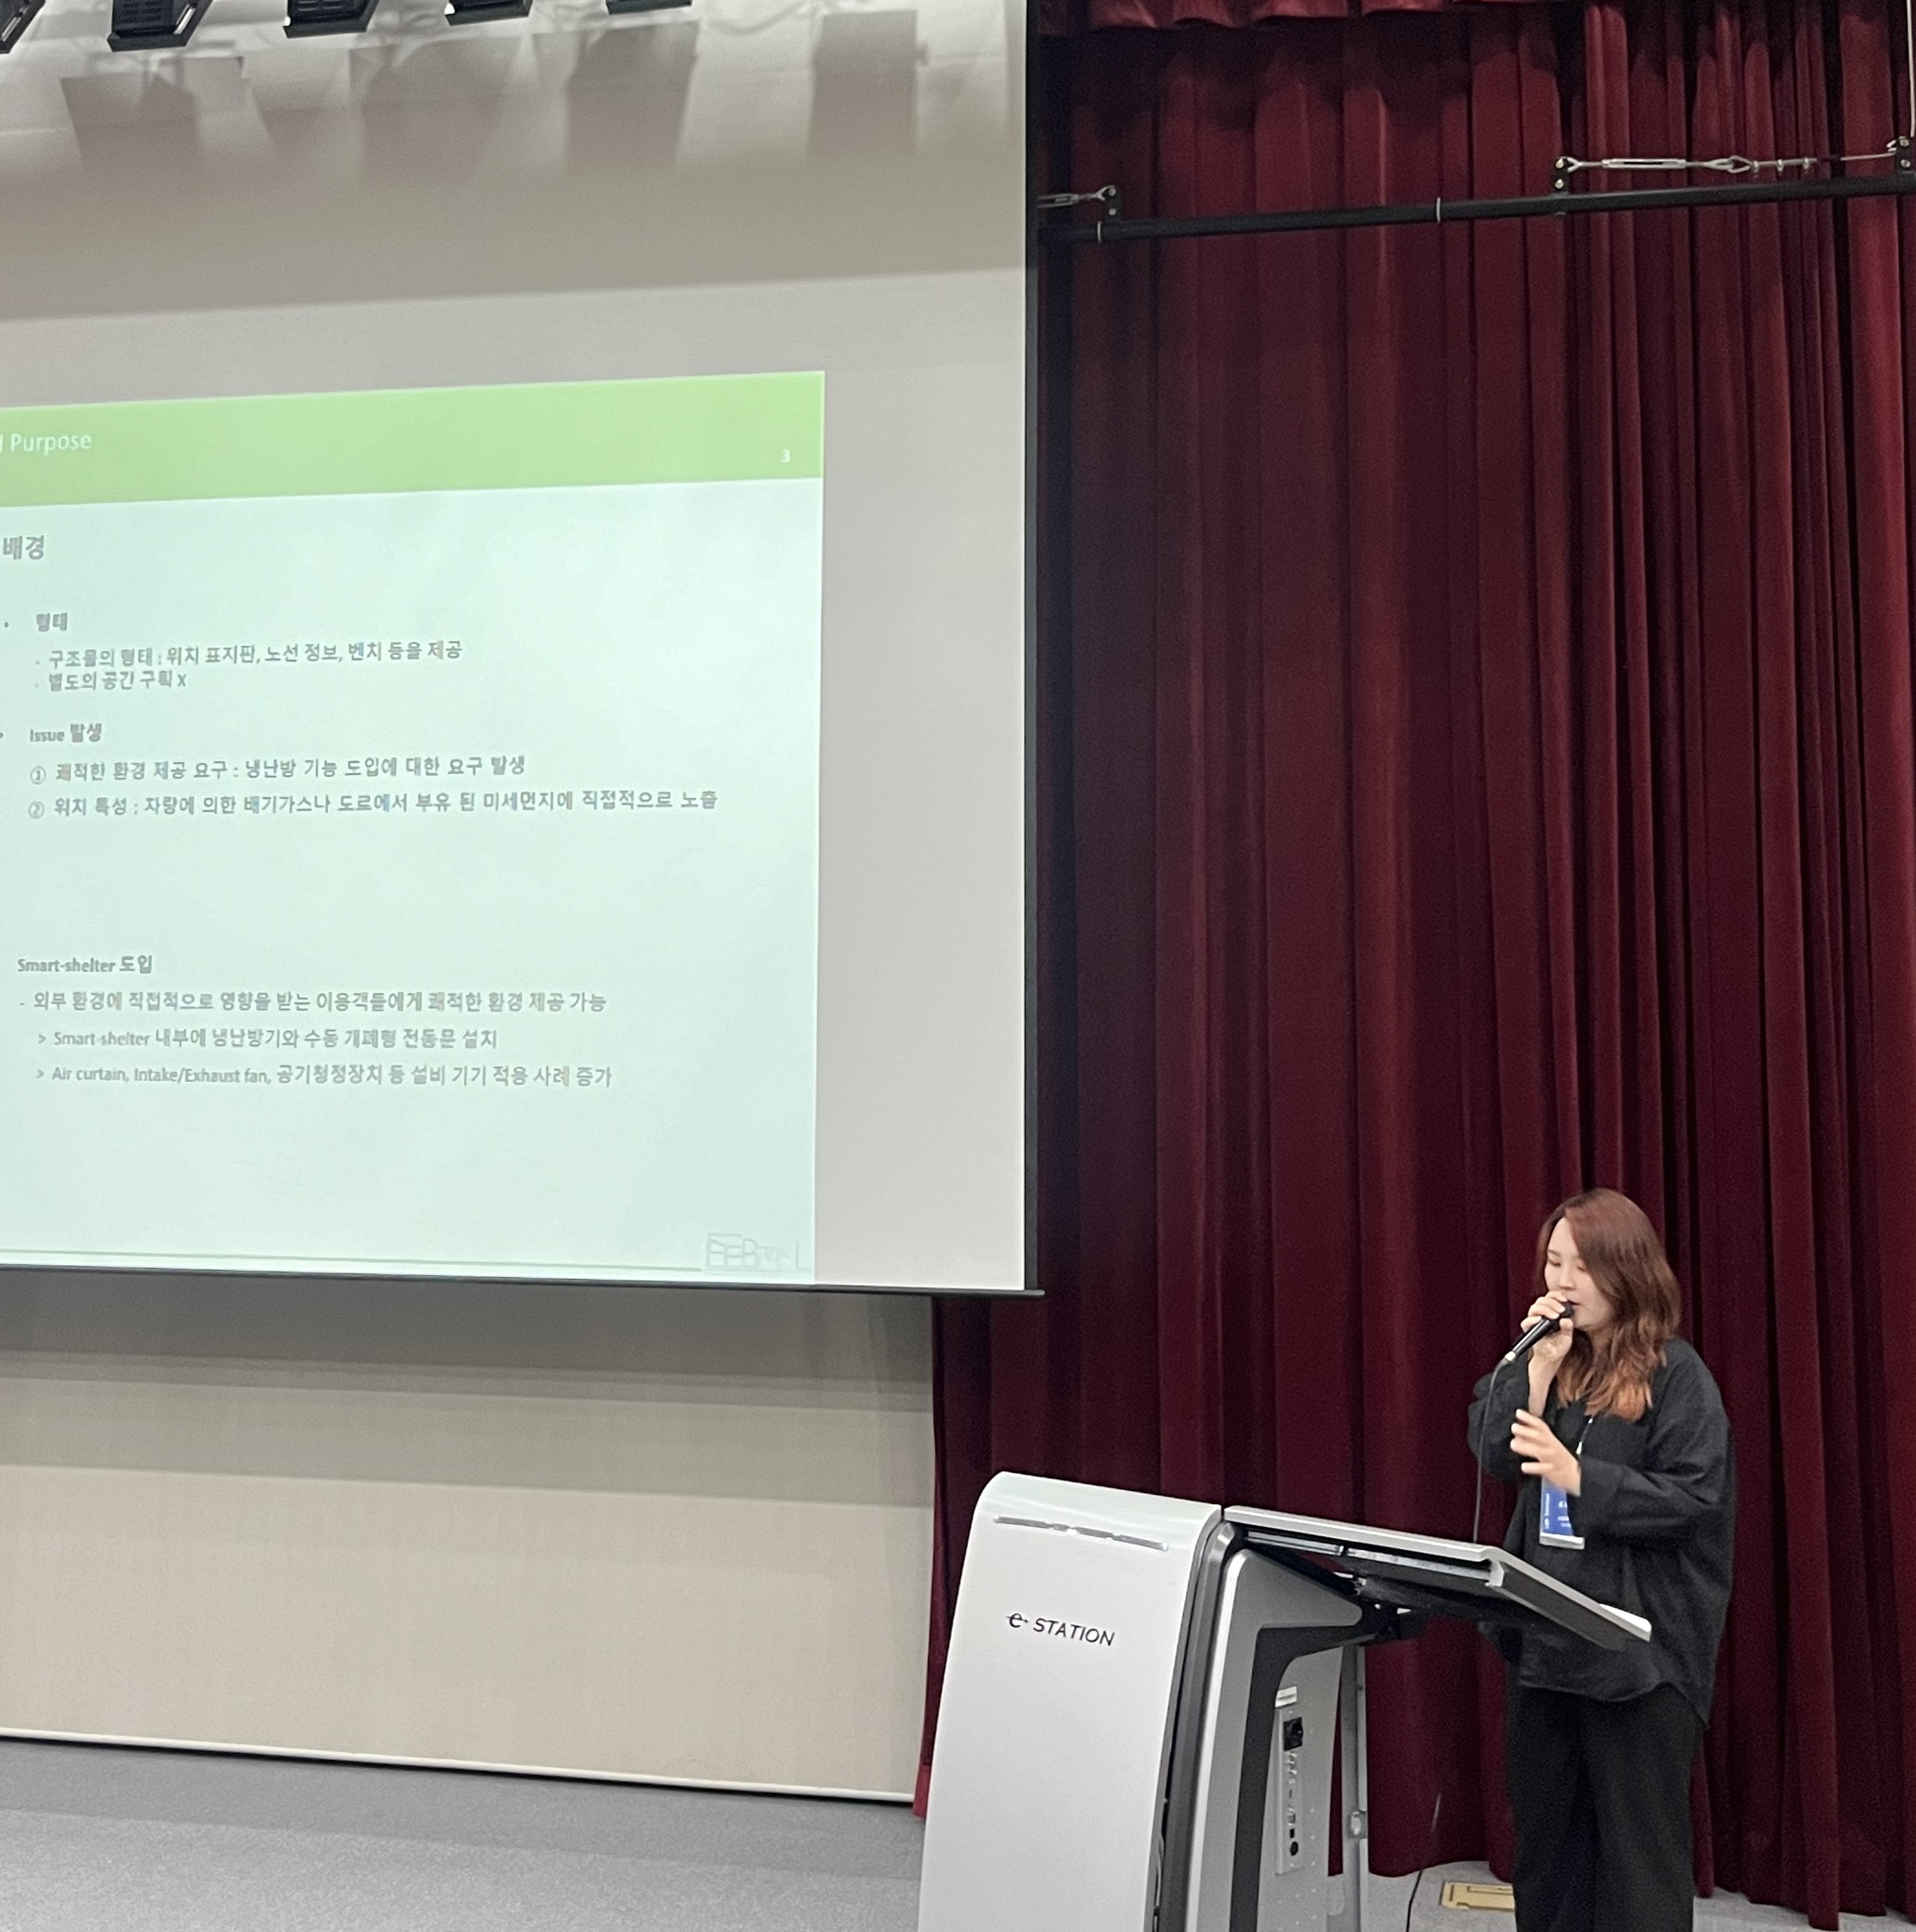 Purpose
3
배경
• 형태
- 구조물의 형태 : 위치 표지판, 노선 정보, 벤치 등을 제공
- 별도의 공간 구획 X
• Issue 발생
① 쾌적한 환경 제공 요구 : 냉난방 기능 도입에 대한 요구 발생
② 위치 특성 : 차량에 의한 배기가스나 도로에서 부유 된 미세먼지에 직접적으로 노출
Smart-shelter 도입
- 외부 환경에 직접적으로 영향을 받는 이용객들에게 쾌적한 환경 제공 가능
> Smart-shelter 내부에 냉난방기와 수동 개폐형 전동문 설치
> Air curtain, Intake/Exhaust fan, 공기청정장치 등 설비 기기 적용 사례 증가
e STATION